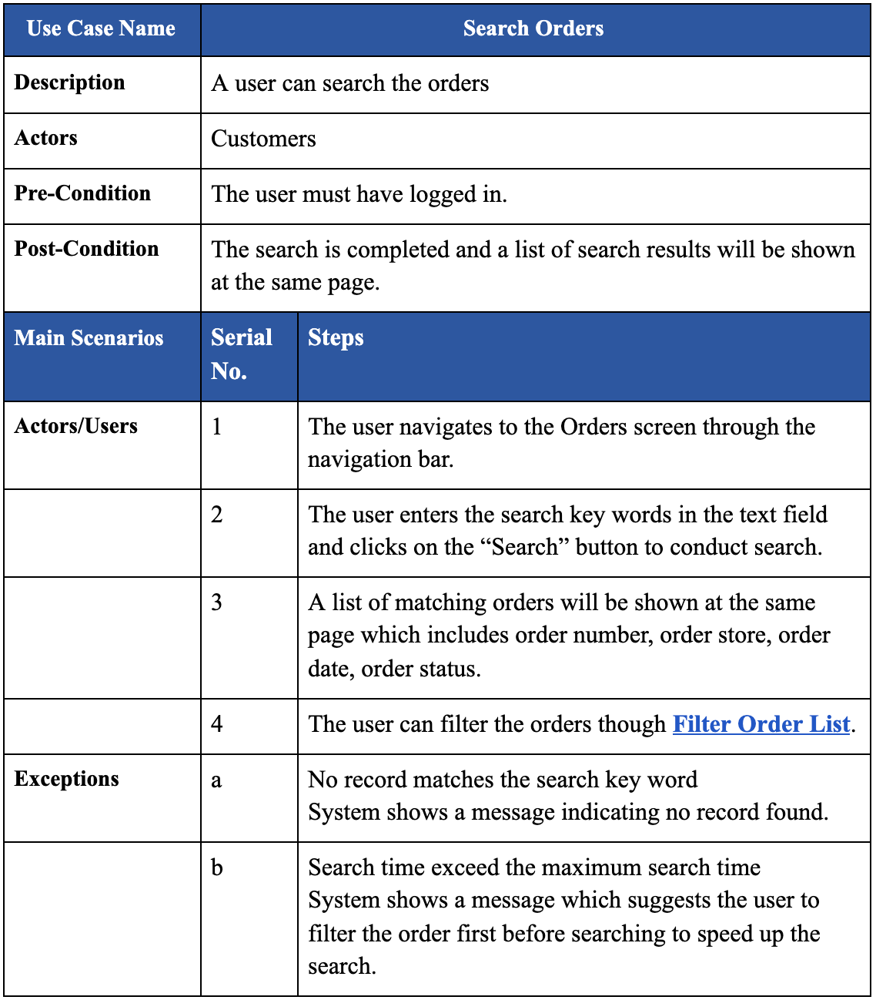 Use Case Name
Search Orders
Description
A user can search the orders
Actors
Customers
Pre-Condition
The user must have logged in.
Post-Condition
The search is completed and a list of search results will be shown
at the same page.
Main Scenarios
Serial
No.
Steps
Actors/Users
1
The user navigates to the Orders screen through the
navigation bar.
2
The user enters the search key words in the text field
and clicks on the “Search” button to conduct search.
3
A list of matching orders will be shown at the same
page which includes order number, order store, order
date, order status.
4
The user can filter the orders though Filter Order List.
Exceptions
a
No record matches the search key word
System shows a message indicating no record found.
b
Search time exceed the maximum search time
System shows a message which suggests the user to
filter the order first before searching to speed up the
search.